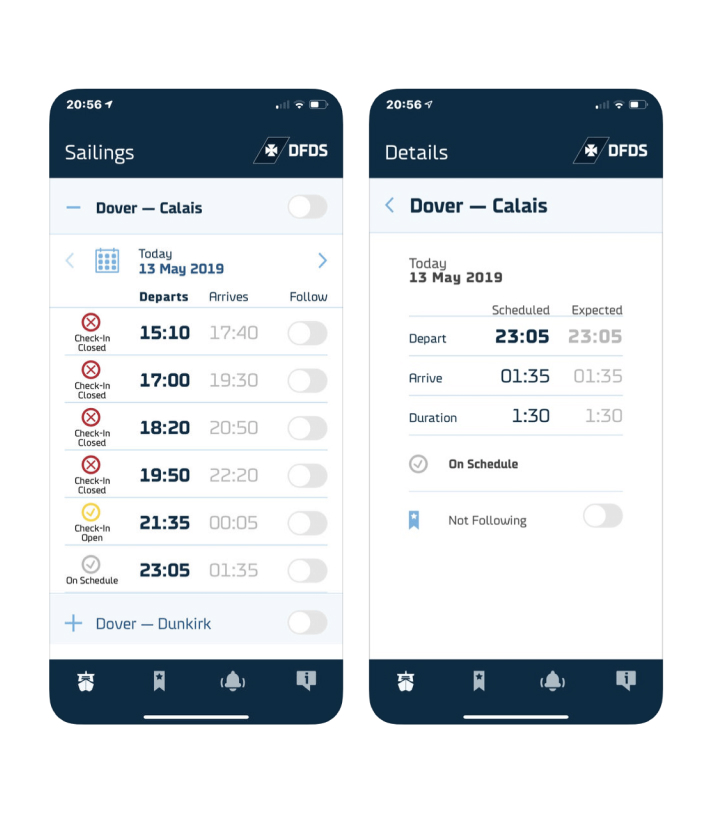 20:56
Sailings
DFDS
Dover — Calais
Today
13 May 2019
Departs Arrives Follow
Check-In
Closed
15:10 17:40
Check-In
Closed
17:00 19:30
Check-In
Closed
18:20 20:50
Check-In
Closed
19:50 22:20
Check-In
Open
21:35 00:05
On Schedule
23:05 01:35
Dover — Dunkirk
20:56
Details
DFDS
Dover — Calais
Today
13 May 2019
Scheduled Expected
Depart 23:05 23:05
Arrive 01:35 01:35
Duration 1:30 1:30
On Schedule
Not Following